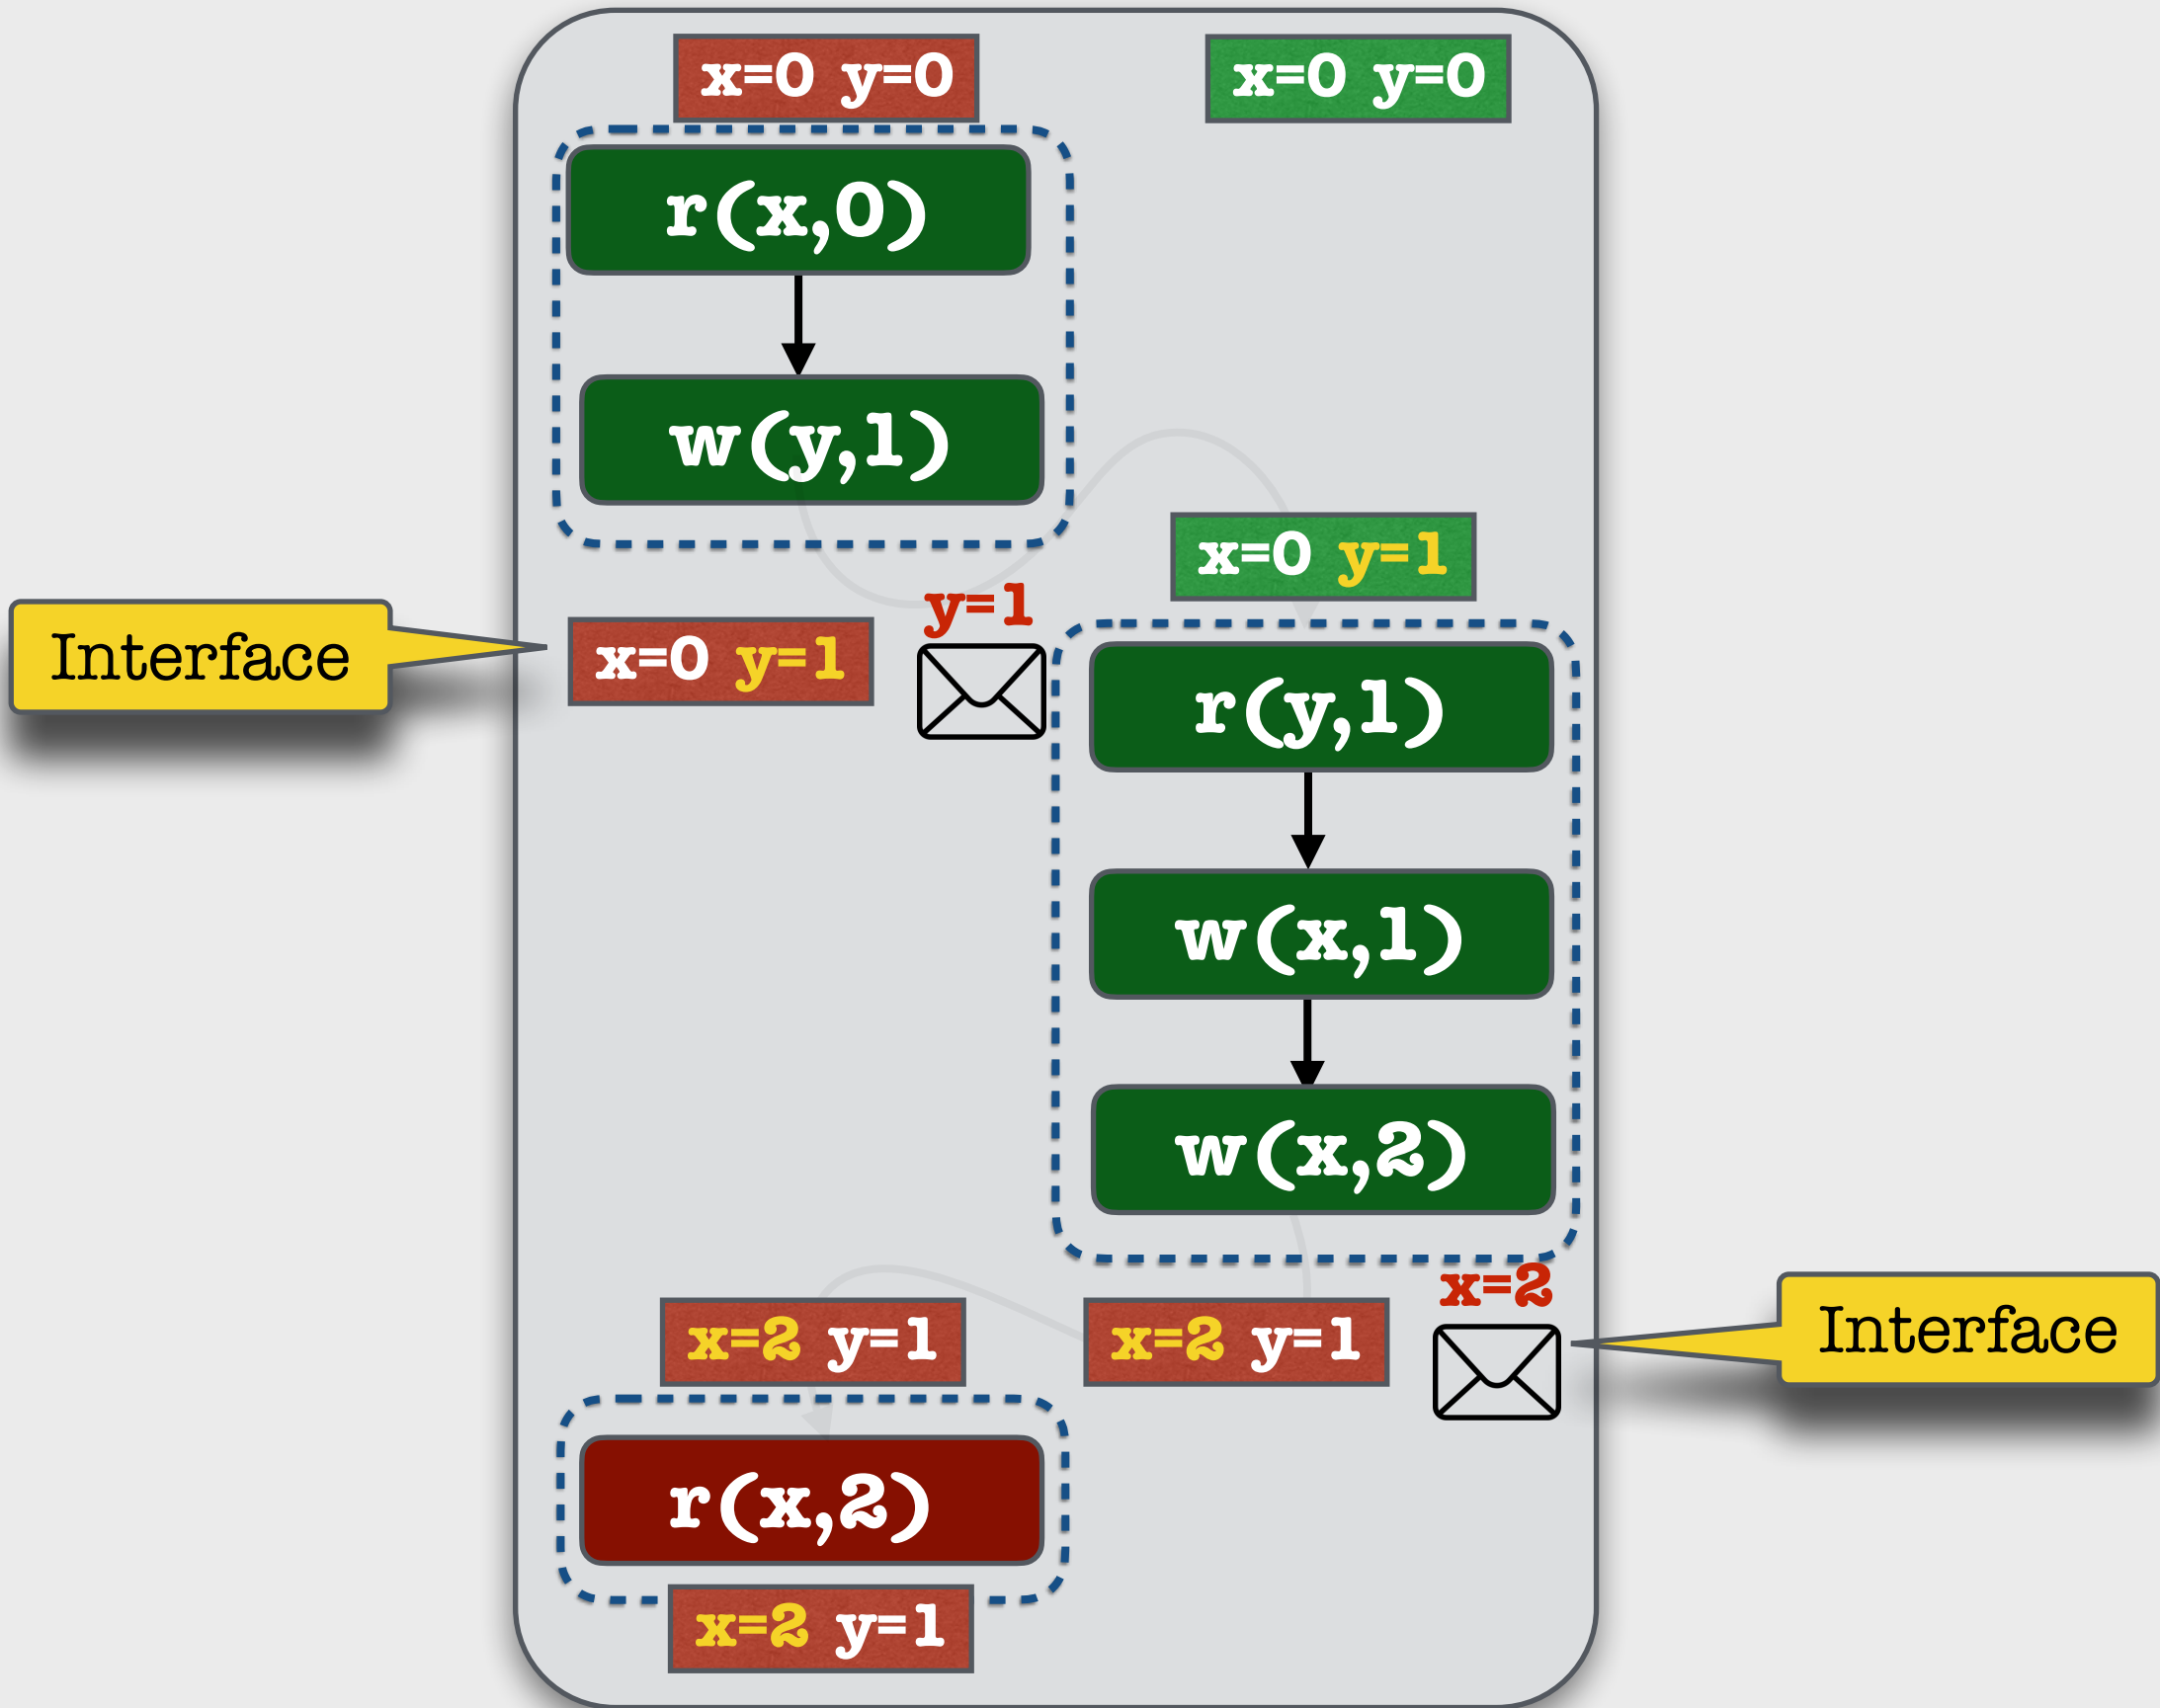 x=0 y=0
x=0 y=0
r(x,0)
w(y,1)
x=0 y=1
y=1
Interface
x=0 y=1
r(y,1)
w(x,1)
w(x,2)
x=2
x=2 y=1
x=2 y=1
Interface
r(x,2)
x=2 y=1